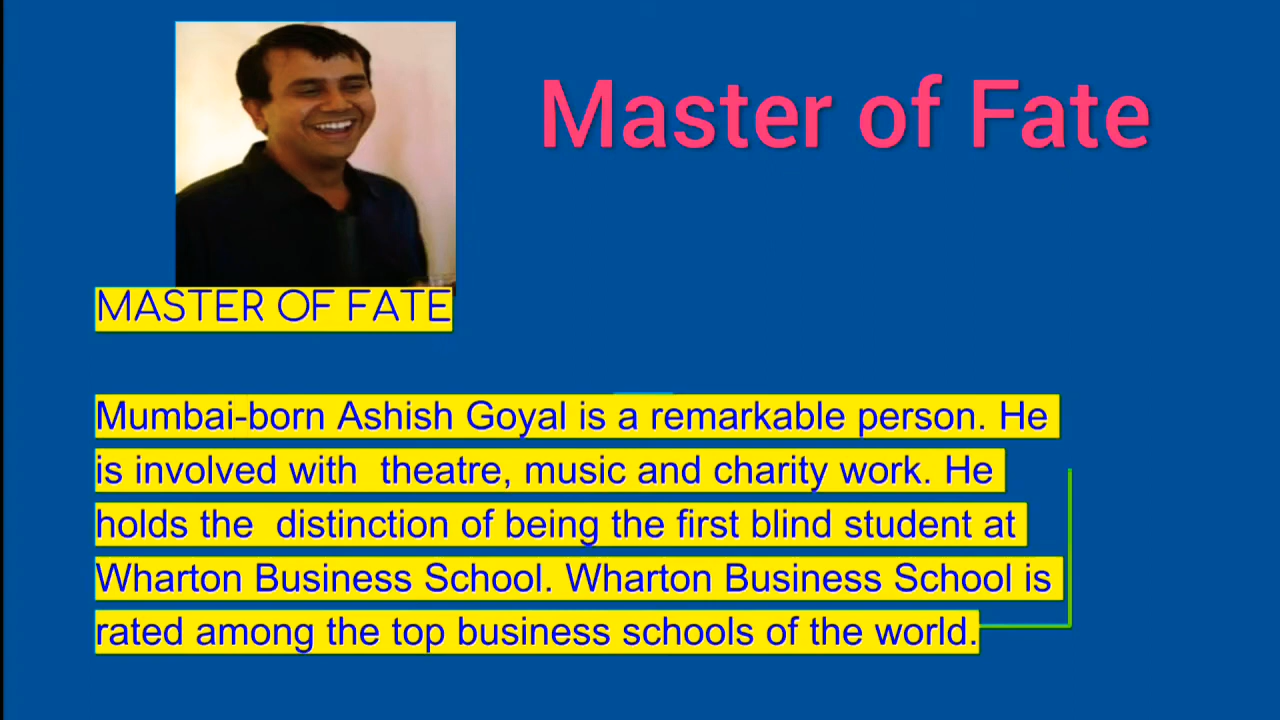 Master of Fate
MASTER OF FATE
Mumbai-born Ashish Goyal is a remarkable person. He
is involved with  theatre, music and charity work. He
holds the  distinction of being the first blind student at
Wharton Business School. Wharton Business School is
rated among the top business schools of the world.